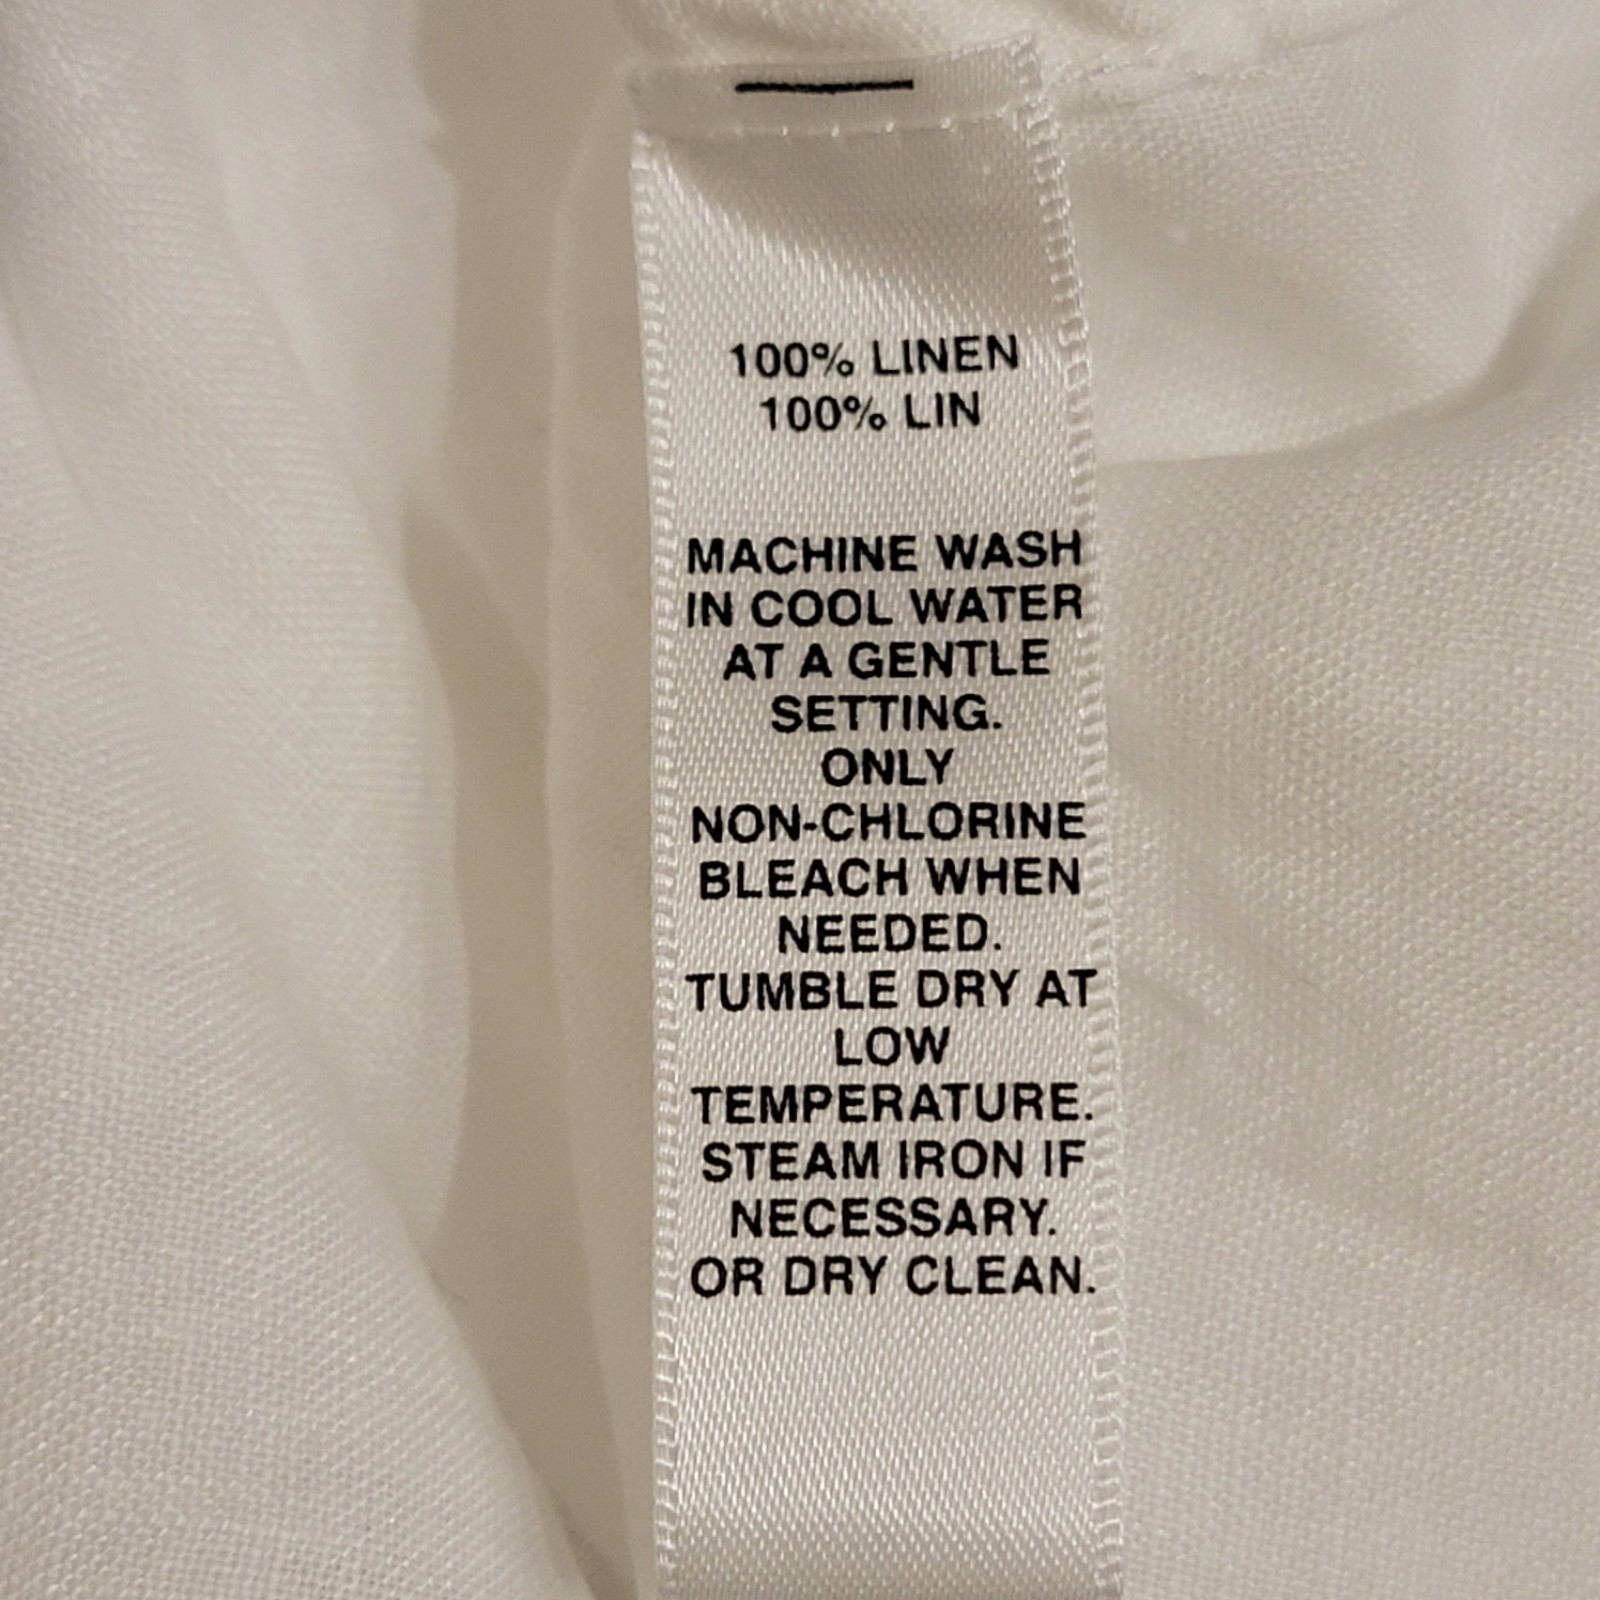 100% LINEN
100% LIN
MACHINE WASH
IN COOL WATER
AT A GENTLE
SETTING.
ONLY
NON-CHLORINE
BLEACH WHEN
NEEDED.
TUMBLE DRY AT
LOW
TEMPERATURE.
STEAM IRON IF
NECESSARY.
OR DRY CLEAN.